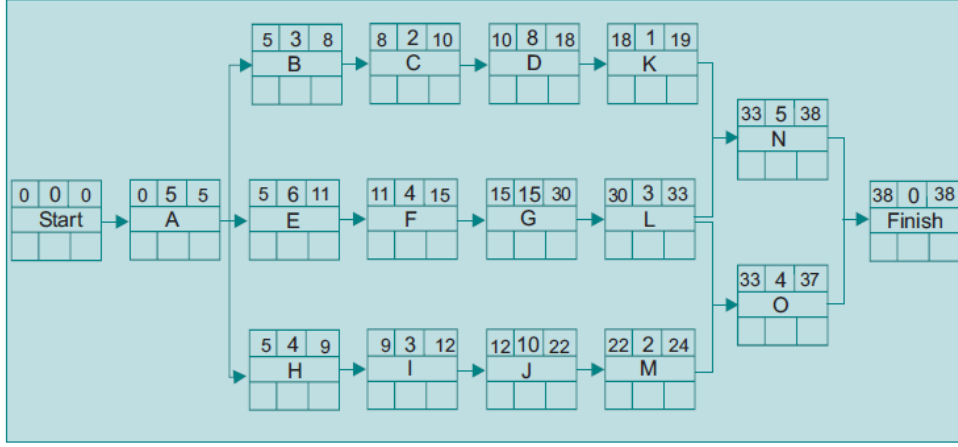 5 3 8
B
8 2 10
C
10 8 18
D
18 1 19
K
33 5 38
N
0 0 0
Start
0 5 5
A
5 6 11
E
11 4 15
F
15 15 30
G
30 3 33
L
38 0 38
Finish
33 4 37
O
5 4 9
H
9 3 12
I
12 10 22
J
22 2 24
M